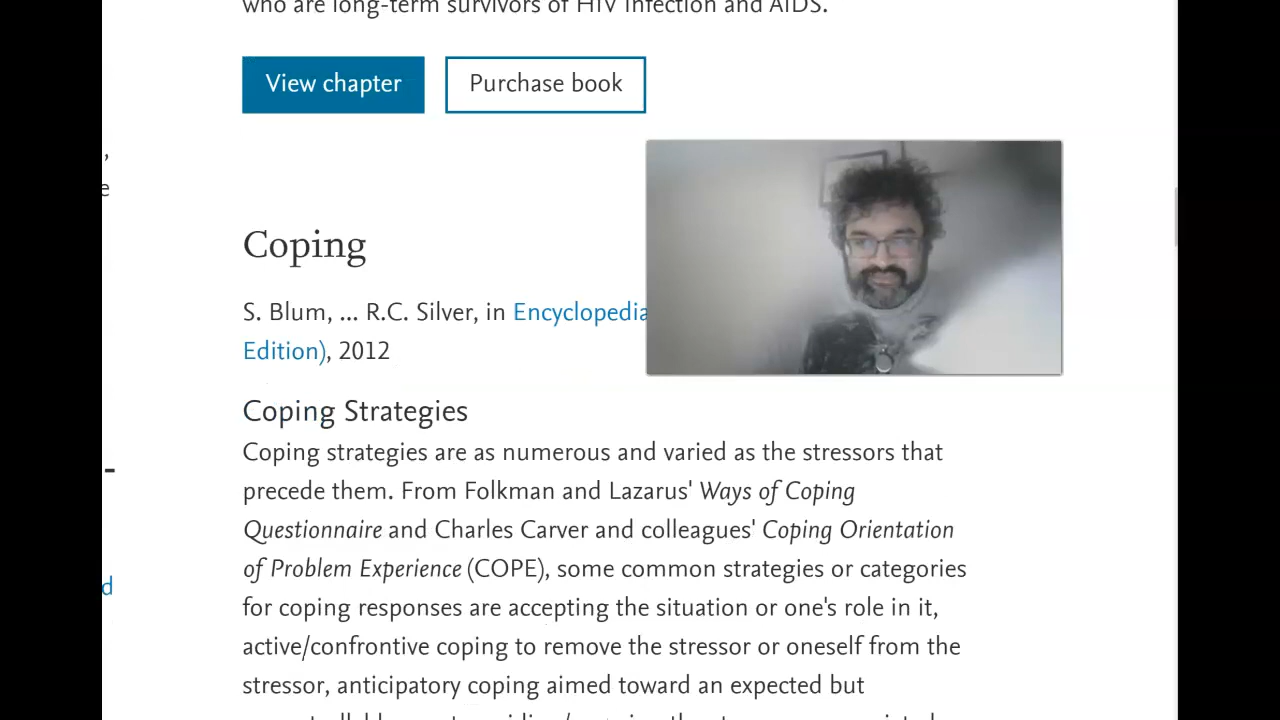 who are long-term survivors of HIV infection and AIDS.
View chapter
Purchase book
,
e
Coping
S. Blum, ... R.C. Silver, in Encyclopedia
Edition), 2012
Coping Strategies
Coping strategies are as numerous and varied as the stressors that
-
precede them. From Folkman and Lazarus' Ways of Coping
Questionnaire and Charles Carver and colleagues' Coping Orientation
of Problem Experience (COPE), some common strategies or categories
d
for coping responses are accepting the situation or one's role in it,
active/confrontive coping to remove the stressor or oneself from the
stressor, anticipatory coping aimed toward an expected but